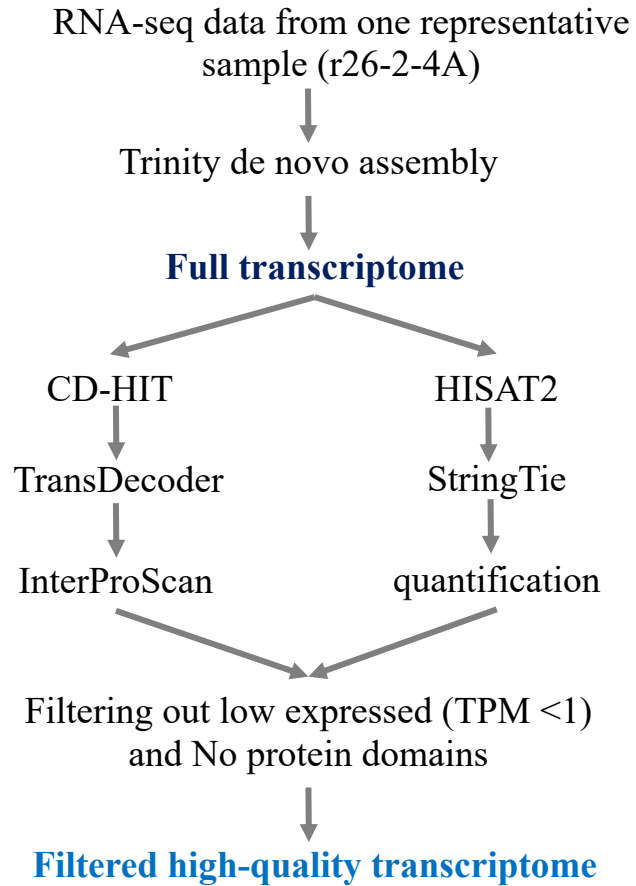 RNA-seq data from one representative
sample (r26-2-4A)
Trinity de novo assembly
Full transcriptome
CD-HIT
HISAT2
TransDecoder
StringTie
InterProScan
quantification
Filtering out low expressed (TPM <1)
and No protein domains
Filtered high-quality transcriptome